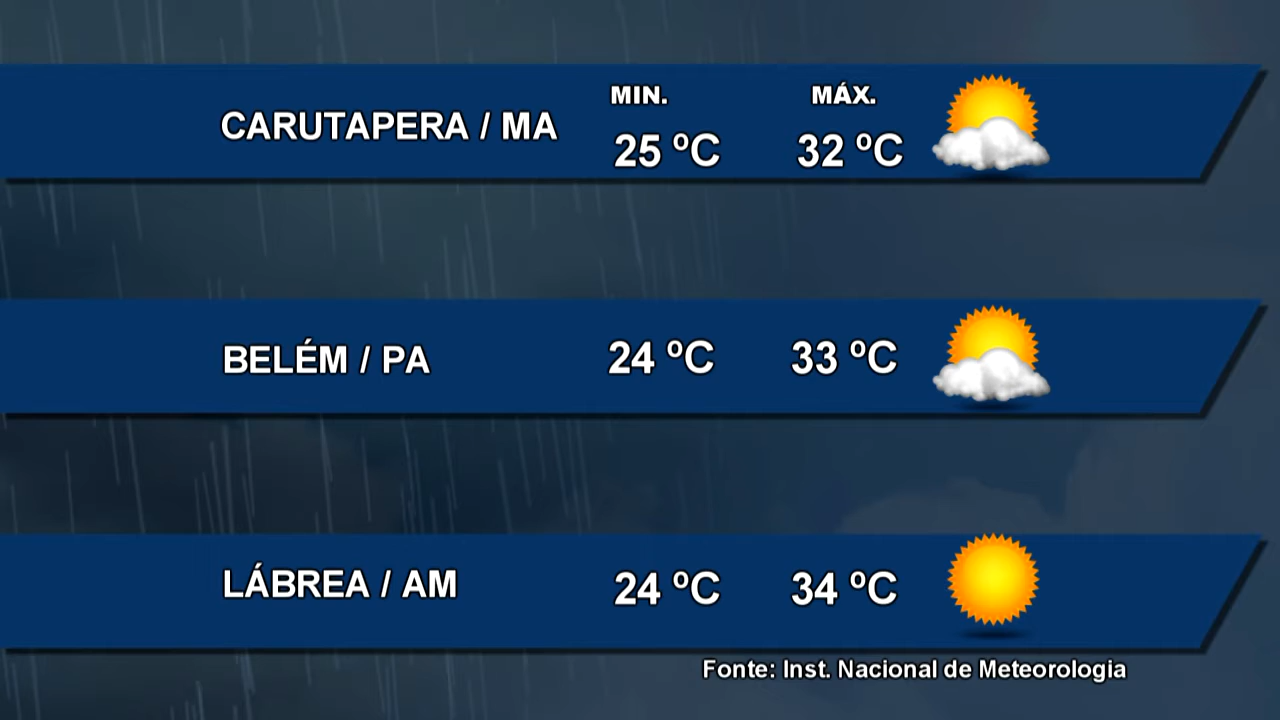 MIN. MÁX.
CARUTAPERA / MA 25 ºC 32 ºC
BELÉM / PA 24 ºC 33 ºC
LÁBREA / AM 24 ºC 34 ºC
Fonte: Inst. Nacional de Meteorologia